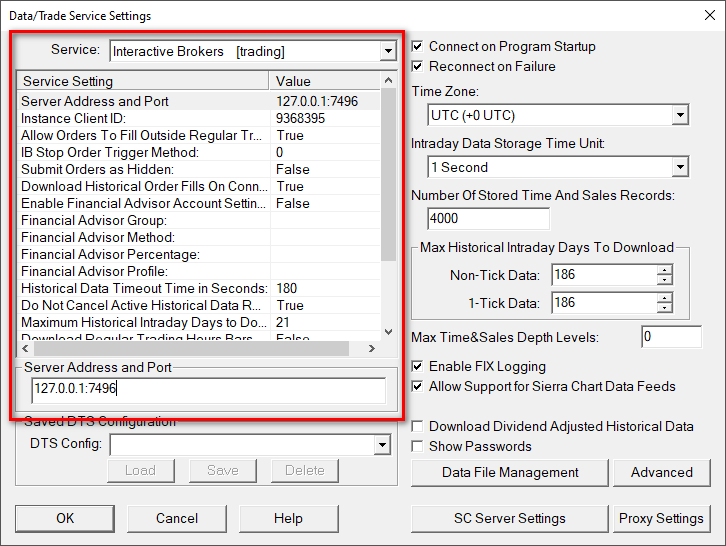 Data/Trade Service Settings
Service: Interactive Brokers [trading]
Service Setting Value
Server Address and Port 127.0.0.1:7496
Instance Client ID: 9368395
Allow Orders To Fill Outside Regular Tr... True
IB Stop Order Trigger Method: 0
Submit Orders as Hidden: False
Download Historical Order Fills On Conn... True
Enable Financial Advisor Account Settin... False
Financial Advisor Group:
Financial Advisor Method:
Financial Advisor Percentage:
Financial Advisor Profile:
Historical Data Timeout Time in Seconds: 180
Do Not Cancel Active Historical Data R... True
Maximum Historical Intraday Days to Do... 21
Download Regular Trading Hours Bars False
Server Address and Port
127.0.0.1:7496
Saved DTS Configuration
DTS Config:
Load Save Delete
OK Cancel Help
Connect on Program Startup
Reconnect on Failure
Time Zone:
UTC (+0 UTC)
Intraday Data Storage Time Unit:
1 Second
Number Of Stored Time And Sales Records:
4000
Max Historical Intraday Days To Download
Non-Tick Data: 186
1-Tick Data: 186
Max Time&Sales Depth Levels: 0
Enable FIX Logging
Allow Support for Sierra Chart Data Feeds
Download Dividend Adjusted Historical Data
Show Passwords
Data File Management Advanced
SC Server Settings Proxy Settings